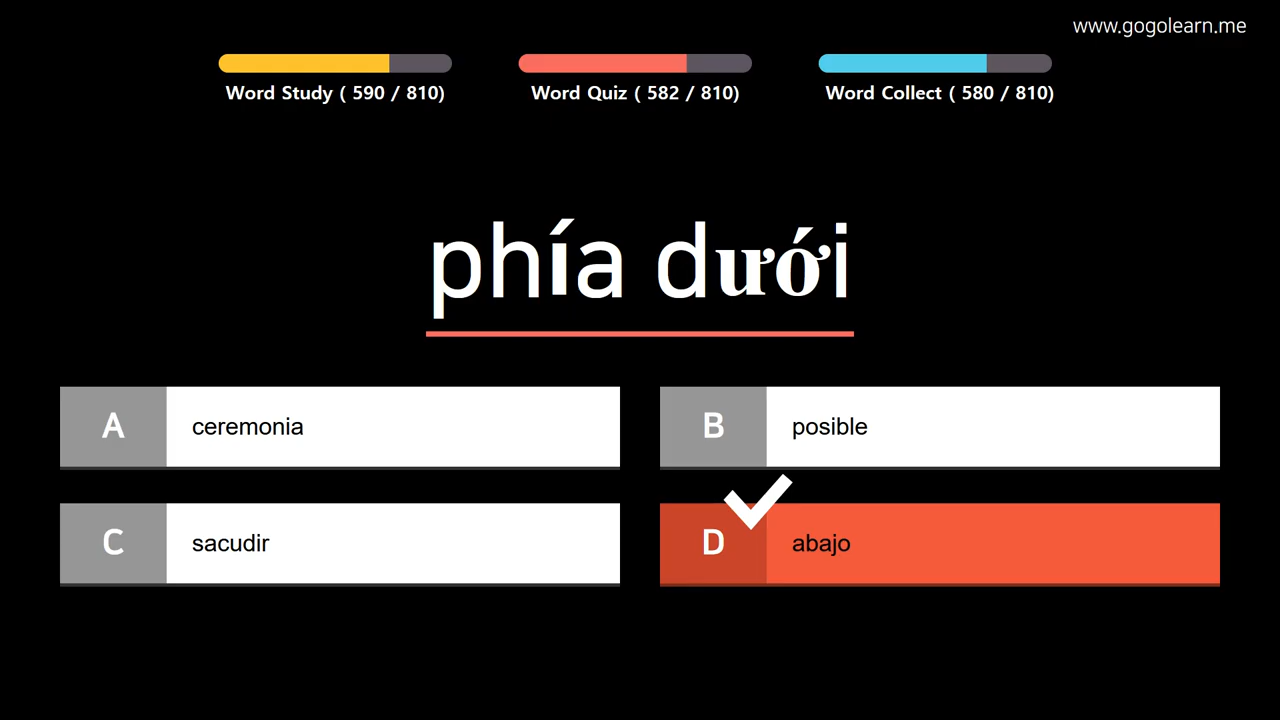 www.gogolearn.me
Word Study ( 590 / 810)
Word Quiz ( 582 / 810)
Word Collect ( 580 / 810)
phía dưới
A ceremonia
B posible
C sacudir
D abajo